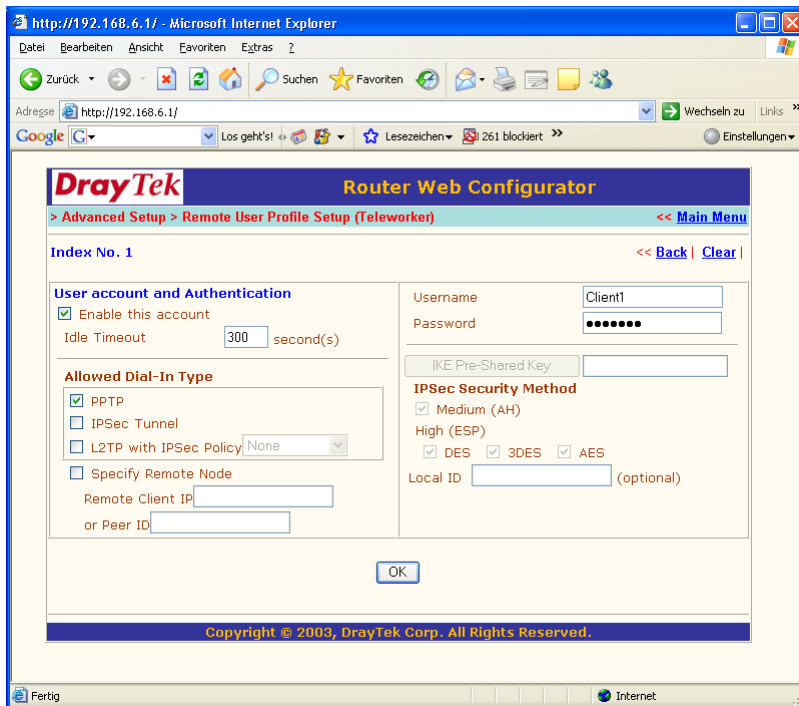 http://192.168.6.1/ - Microsoft Internet Explorer
Datei Bearbeiten Ansicht Favoriten Extras ?
Zurück Suchen Favoriten
Adresse http://192.168.6.1/ Wechseln zu Links »
Google G Los geht's! Lesezeichen 261 blockiert » Einstellungen
DrayTek Router Web Configurator
> Advanced Setup > Remote User Profile Setup (Teleworker) << Main Menu
Index No. 1 << Back | Clear |
User account and Authentication
Enable this account
Idle Timeout 300 second(s)
Allowed Dial-In Type
PPTP
IPSec Tunnel
L2TP with IPSec Policy None
Specify Remote Node
Remote Client IP
or Peer ID
Username Client1
Password •••••••
IKE Pre-Shared Key
IPSec Security Method
Medium (AH)
High (ESP)
DES 3DES AES
Local ID (optional)
OK
Copyright © 2003, DrayTek Corp. All Rights Reserved.
Fertig Internet